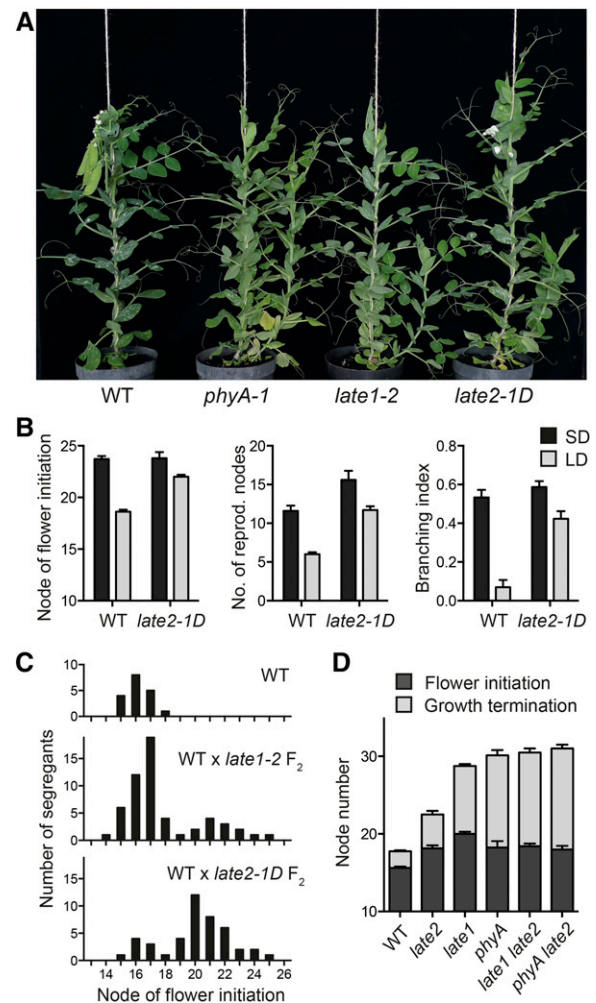 A
WT phyA-1 late1-2 late2-1D
B
SD
LD
Node of flower initiation
25
20
15
10
WT late2-1D
No. of reprod. nodes
20
15
10
5
0
WT late2-1D
Branching index
0.6
0.4
0.2
0.0
WT late2-1D
C
Number of segregants
10
5
0
WT
15
10
5
0
WT x late1-2 F2
15
10
5
0
WT x late2-1D F2
14 16 18 20 22 24 26
Node of flower initiation
D
Flower initiation
Growth termination
Node number
30
20
10
WT
late2
late1
phyA
late1 late2
phyA late2